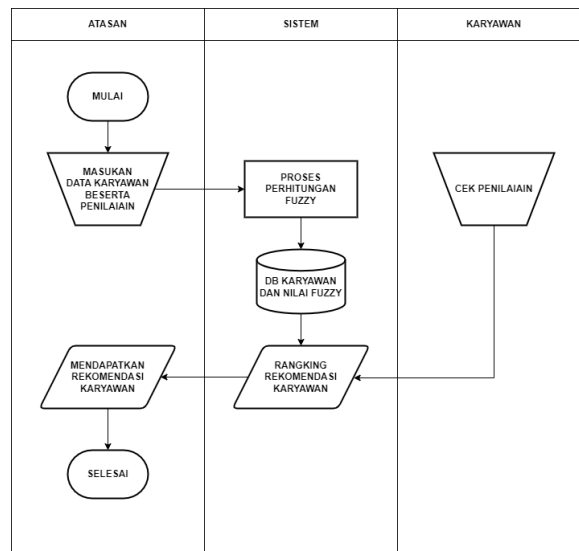 ATASAN
SISTEM
KARYAWAN
MULAI
MASUKAN
DATA KARYAWAN
BESERTA
PENILAIAIN
PROSES
PERHITUNGAN
FUZZY
CEK PENILAIAIN
DB KARYAWAN
DAN NILAI FUZZY
MENDAPATKAN
REKOMENDASI
KARYAWAN
RANGKING
REKOMENDASI
KARYAWAN
SELESAI